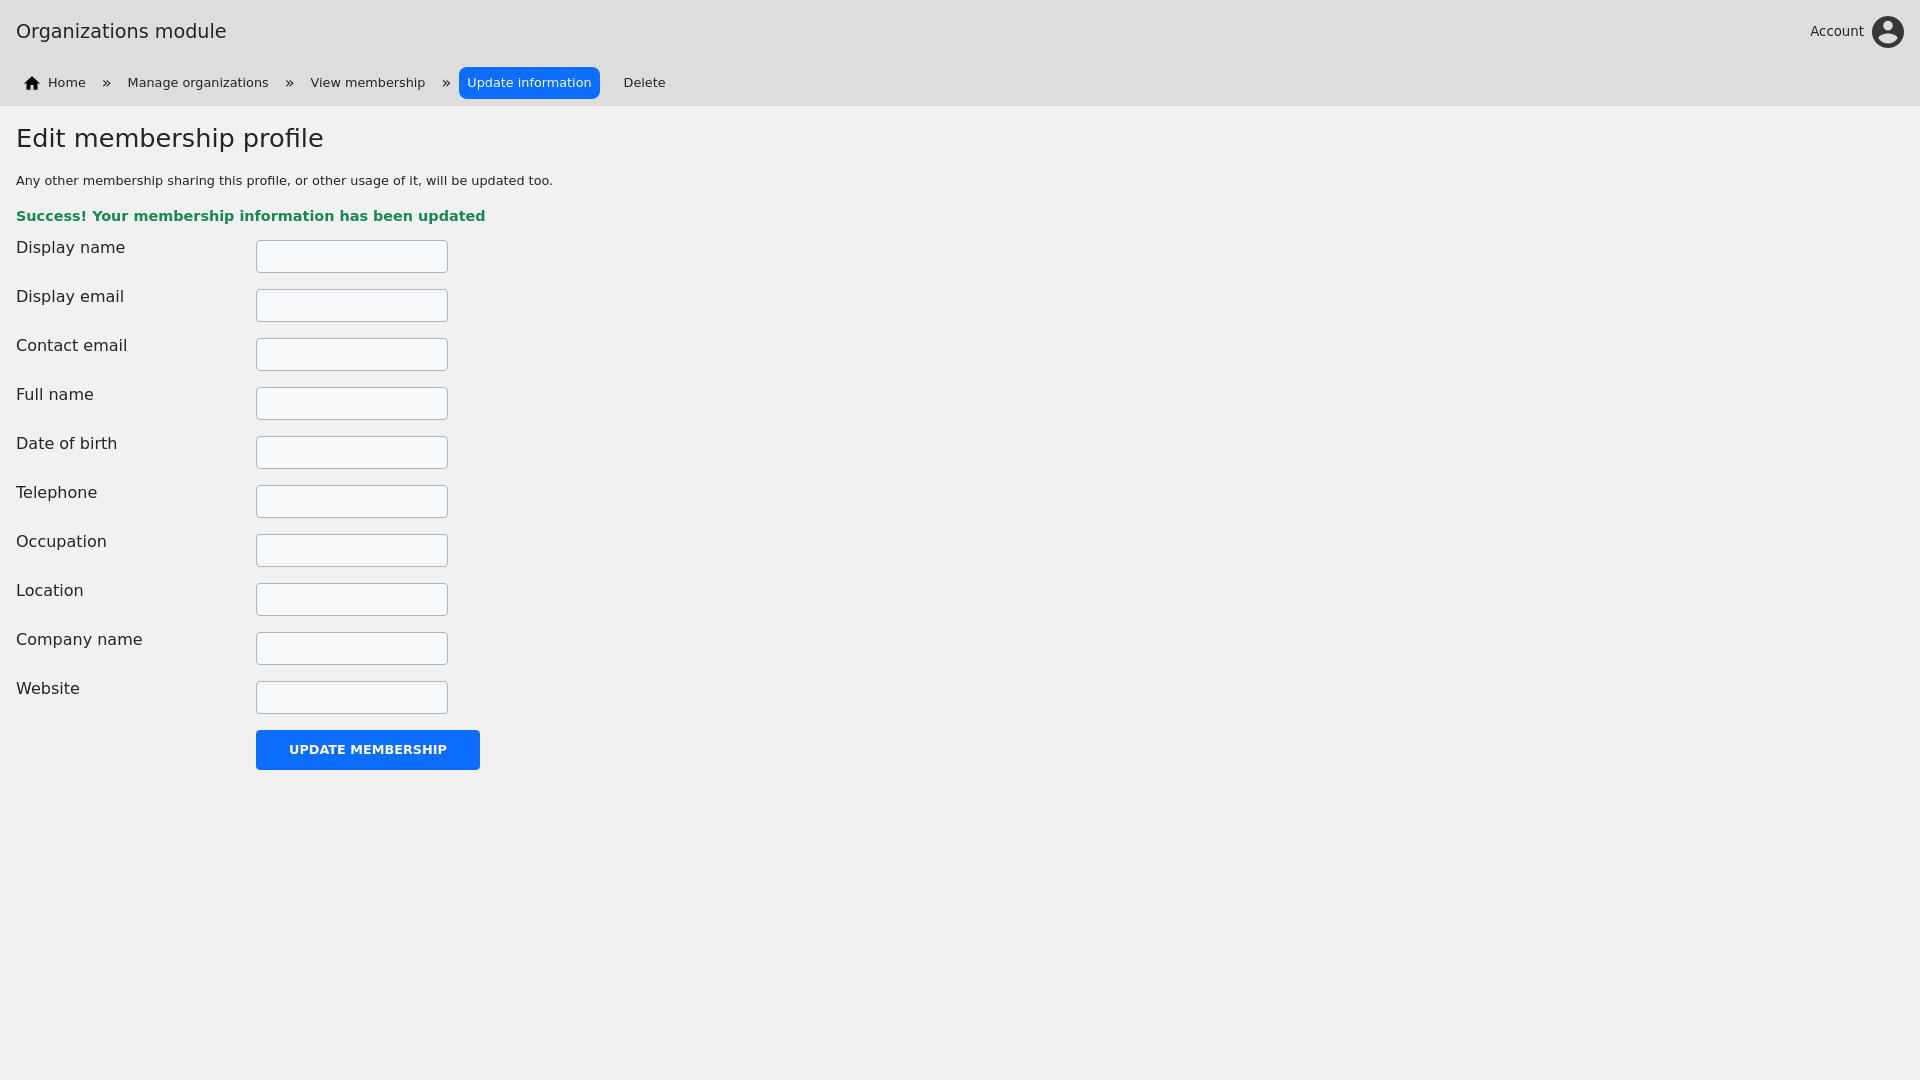 Organizations module
Account
Home » Manage organizations » View membership » Update information Delete
Edit membership profile
Any other membership sharing this profile, or other usage of it, will be updated too.
Success! Your membership information has been updated
Display name
Display email
Contact email
Full name
Date of birth
Telephone
Occupation
Location
Company name
Website
UPDATE MEMBERSHIP